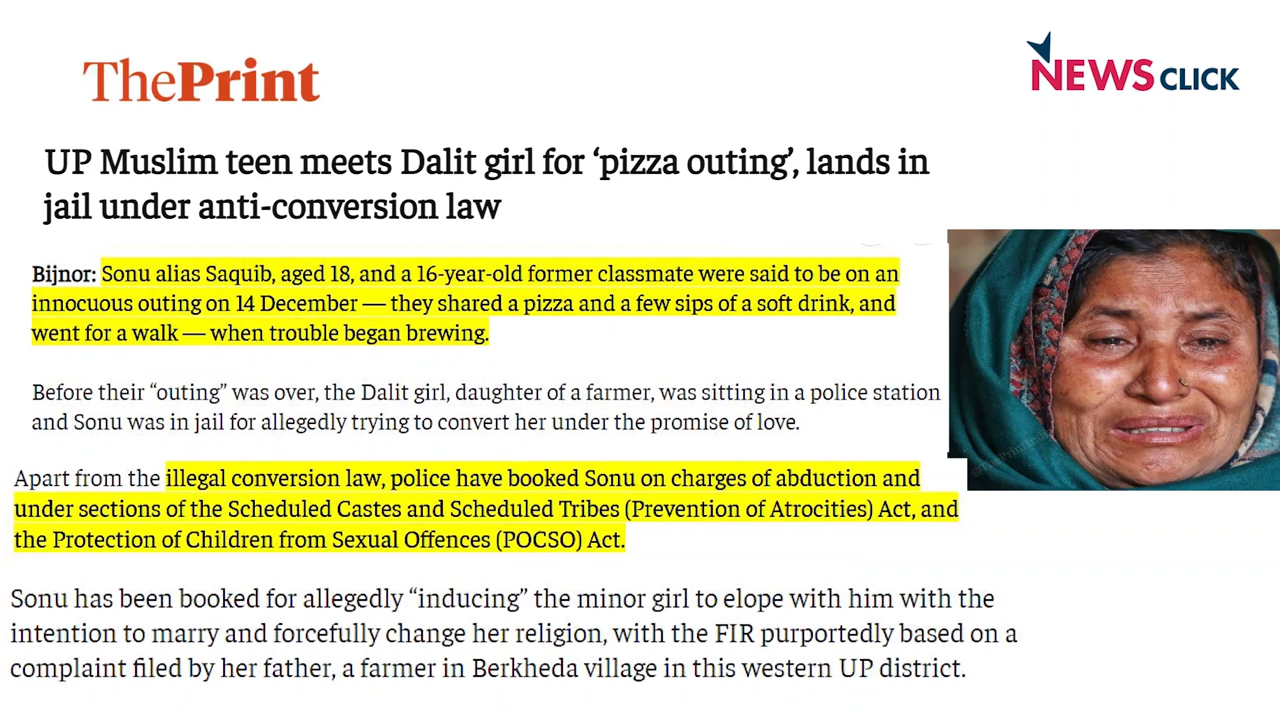 ThePrint
NEWS CLICK
UP Muslim teen meets Dalit girl for ‘pizza outing’, lands in
jail under anti-conversion law
Bijnor: Sonu alias Saquib, aged 18, and a 16-year-old former classmate were said to be on an
innocuous outing on 14 December — they shared a pizza and a few sips of a soft drink, and
went for a walk — when trouble began brewing.
Before their “outing” was over, the Dalit girl, daughter of a farmer, was sitting in a police station
and Sonu was in jail for allegedly trying to convert her under the promise of love.
Apart from the illegal conversion law, police have booked Sonu on charges of abduction and
under sections of the Scheduled Castes and Scheduled Tribes (Prevention of Atrocities) Act, and
the Protection of Children from Sexual Offences (POCSO) Act.
Sonu has been booked for allegedly “inducing” the minor girl to elope with him with the
intention to marry and forcefully change her religion, with the FIR purportedly based on a
complaint filed by her father, a farmer in Berkheda village in this western UP district.